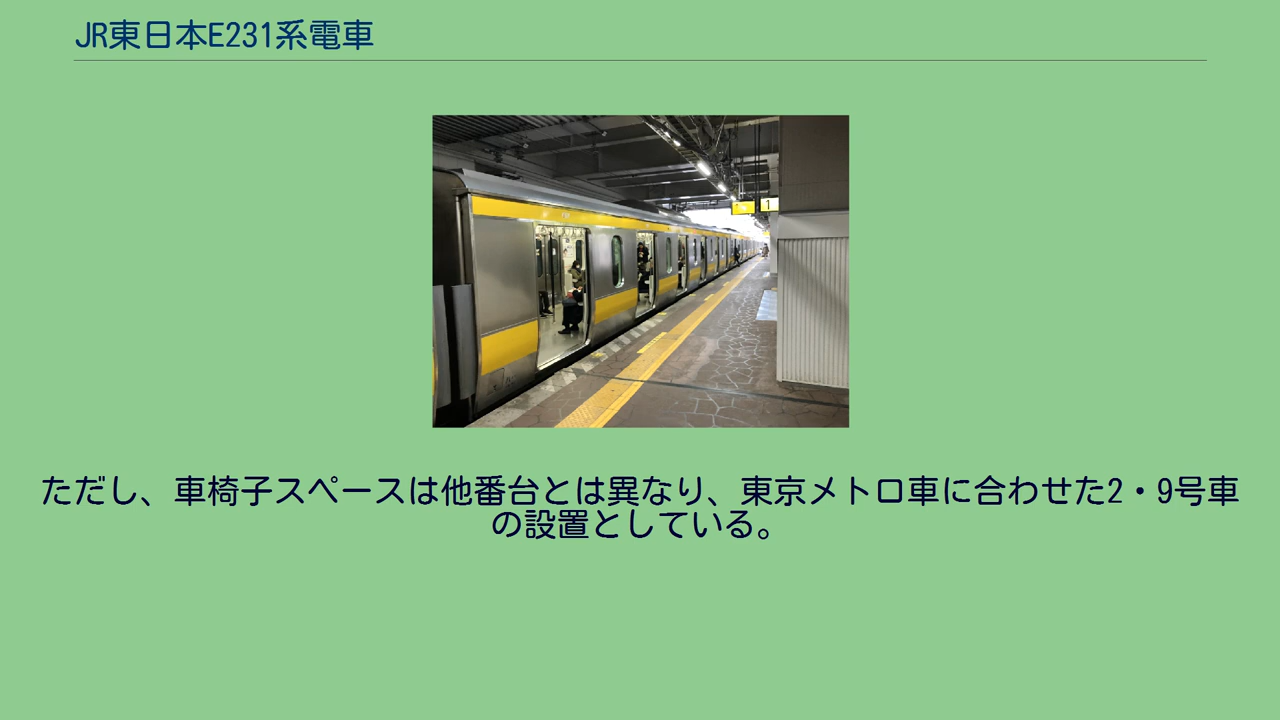 JR東日本E231系電車
1
ただし、車椅子スペースは他番台とは異なり、東京メトロ車に合わせた2・9号車
の設置としている。